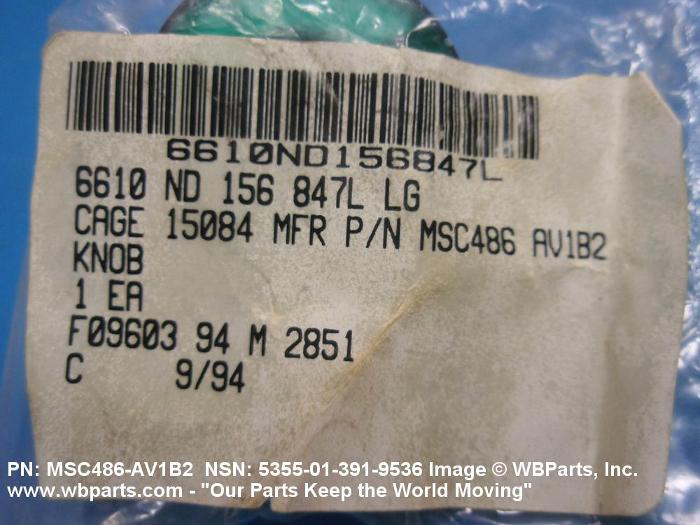 6610ND156847L
6610 ND 156 847L LG
CAGE 15084 MFR P/N MSC486 AV1B2
KNOB
1 EA
F09603 94 M 2851
C 9/94
PN: MSC486-AV1B2 NSN: 5355-01-391-9536 Image © WBParts, Inc.
www.wbparts.com - "Our Parts Keep the World Moving"